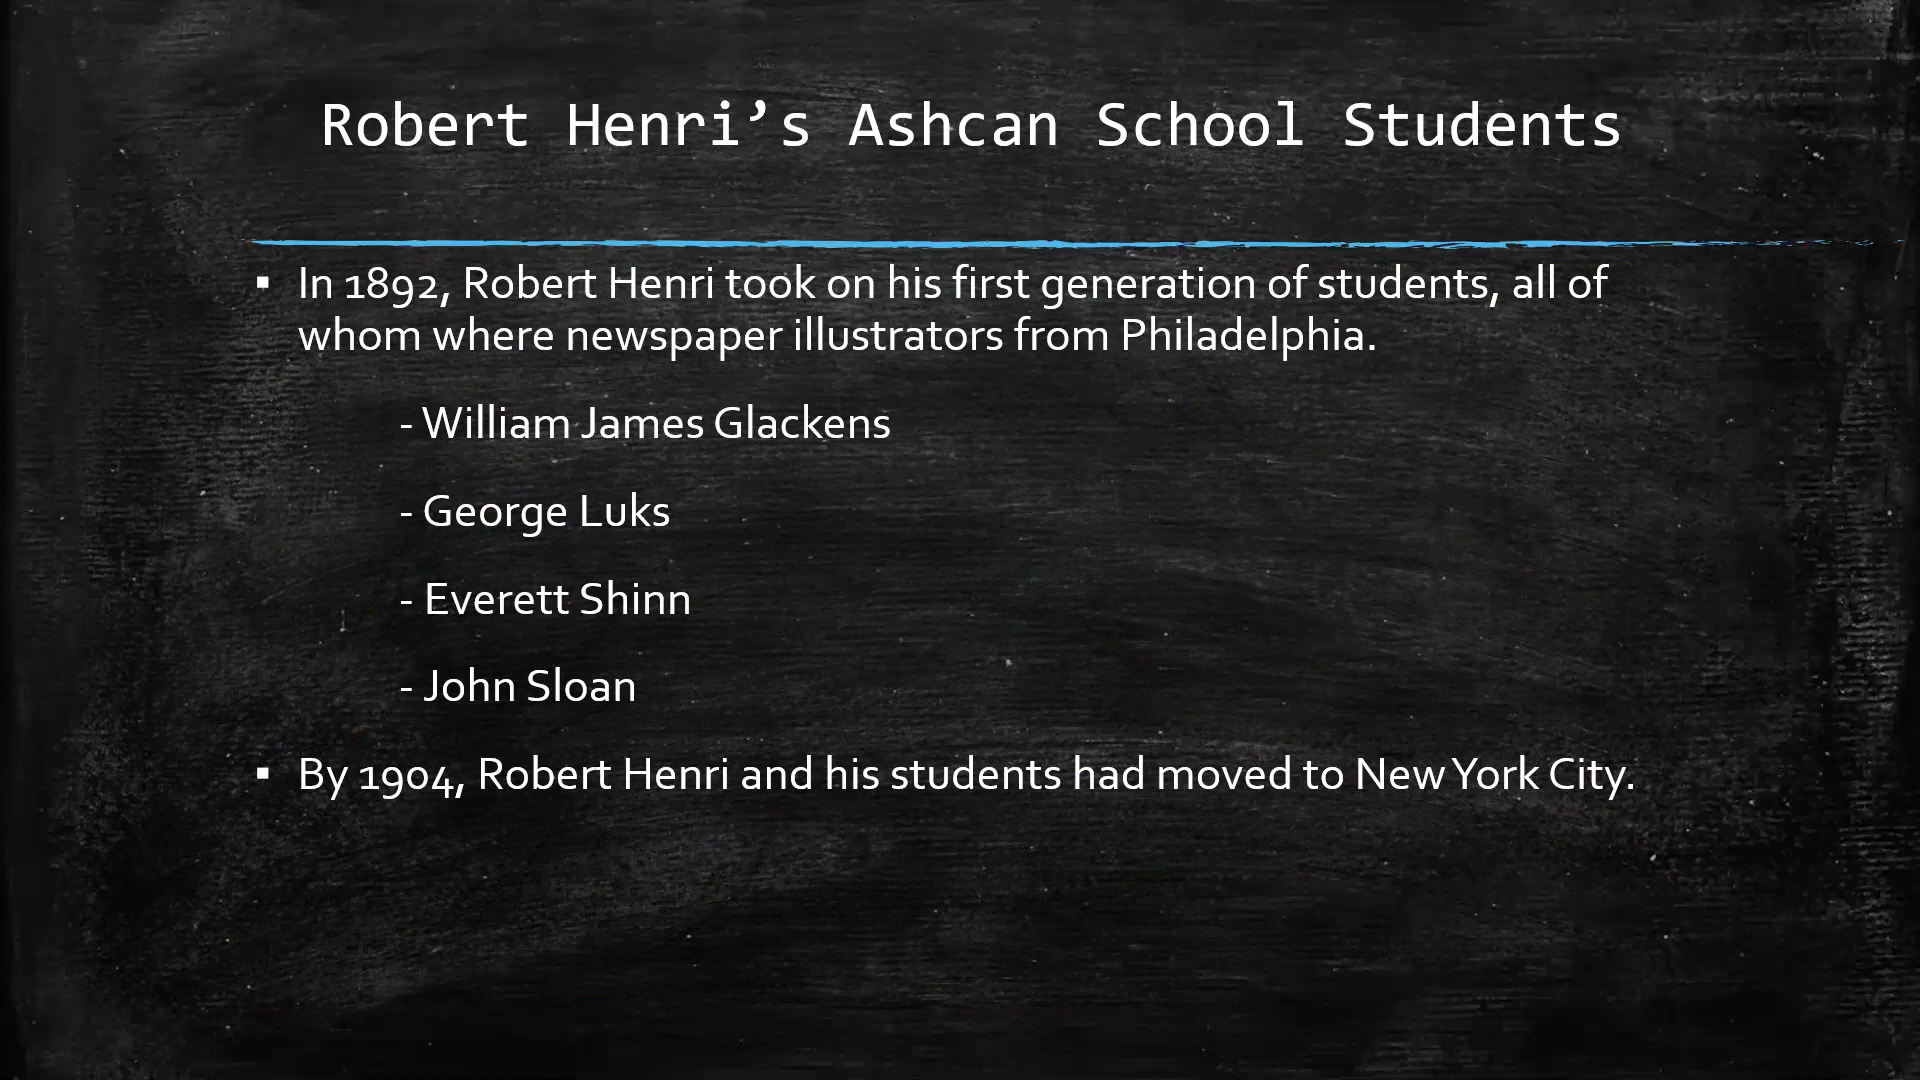 Robert Henri’s Ashcan School Students
▪ In 1892, Robert Henri took on his first generation of students, all of
whom where newspaper illustrators from Philadelphia.
- William James Glackens
- George Luks
- Everett Shinn
- John Sloan
▪ By 1904, Robert Henri and his students had moved to New York City.